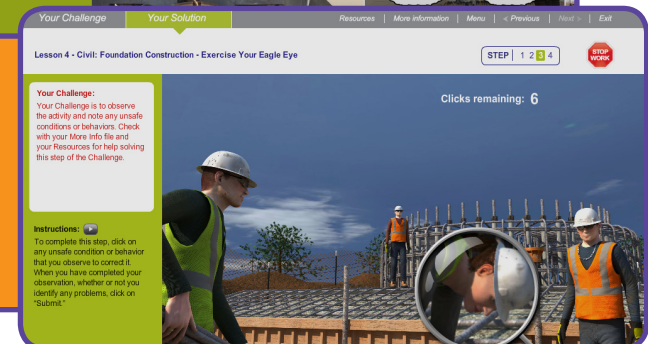 Your Challenge
Your Solution
Resources | More information | Menu | < Previous | Next > | Exit
Lesson 4 - Civil: Foundation Construction - Exercise Your Eagle Eye
STEP | 1 2 3 4
STOP
WORK
Your Challenge:
Your Challenge is to observe
the activity and note any unsafe
conditions or behaviors. Check
with your More Info file and
your Resources for help solving
this step of the Challenge.
Clicks remaining: 6
Instructions:
To complete this step, click on
any unsafe condition or behavior
that you observe to correct it.
When you have completed your
observation, whether or not you
identify any problems, click on
"Submit."